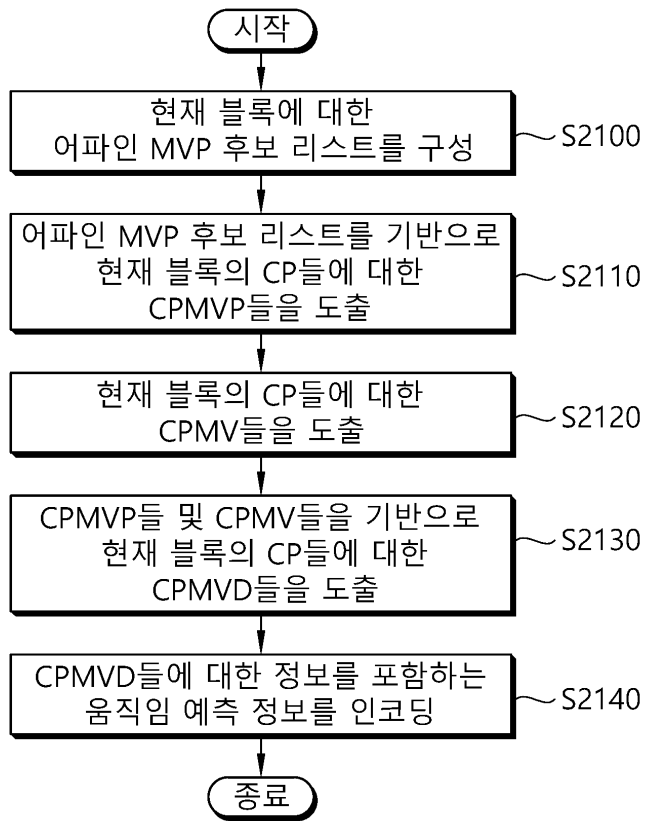 시작
현재 블록에 대한
어파인 MVP 후보 리스트를 구성
S2100
어파인 MVP 후보 리스트를 기반으로
현재 블록의 CP들에 대한
CPMVP들을 도출
S2110
현재 블록의 CP들에 대한
CPMV들을 도출
S2120
CPMVP들 및 CPMV들을 기반으로
현재 블록의 CP들에 대한
CPMVD들을 도출
S2130
CPMVD들에 대한 정보를 포함하는
움직임 예측 정보를 인코딩
S2140
종료